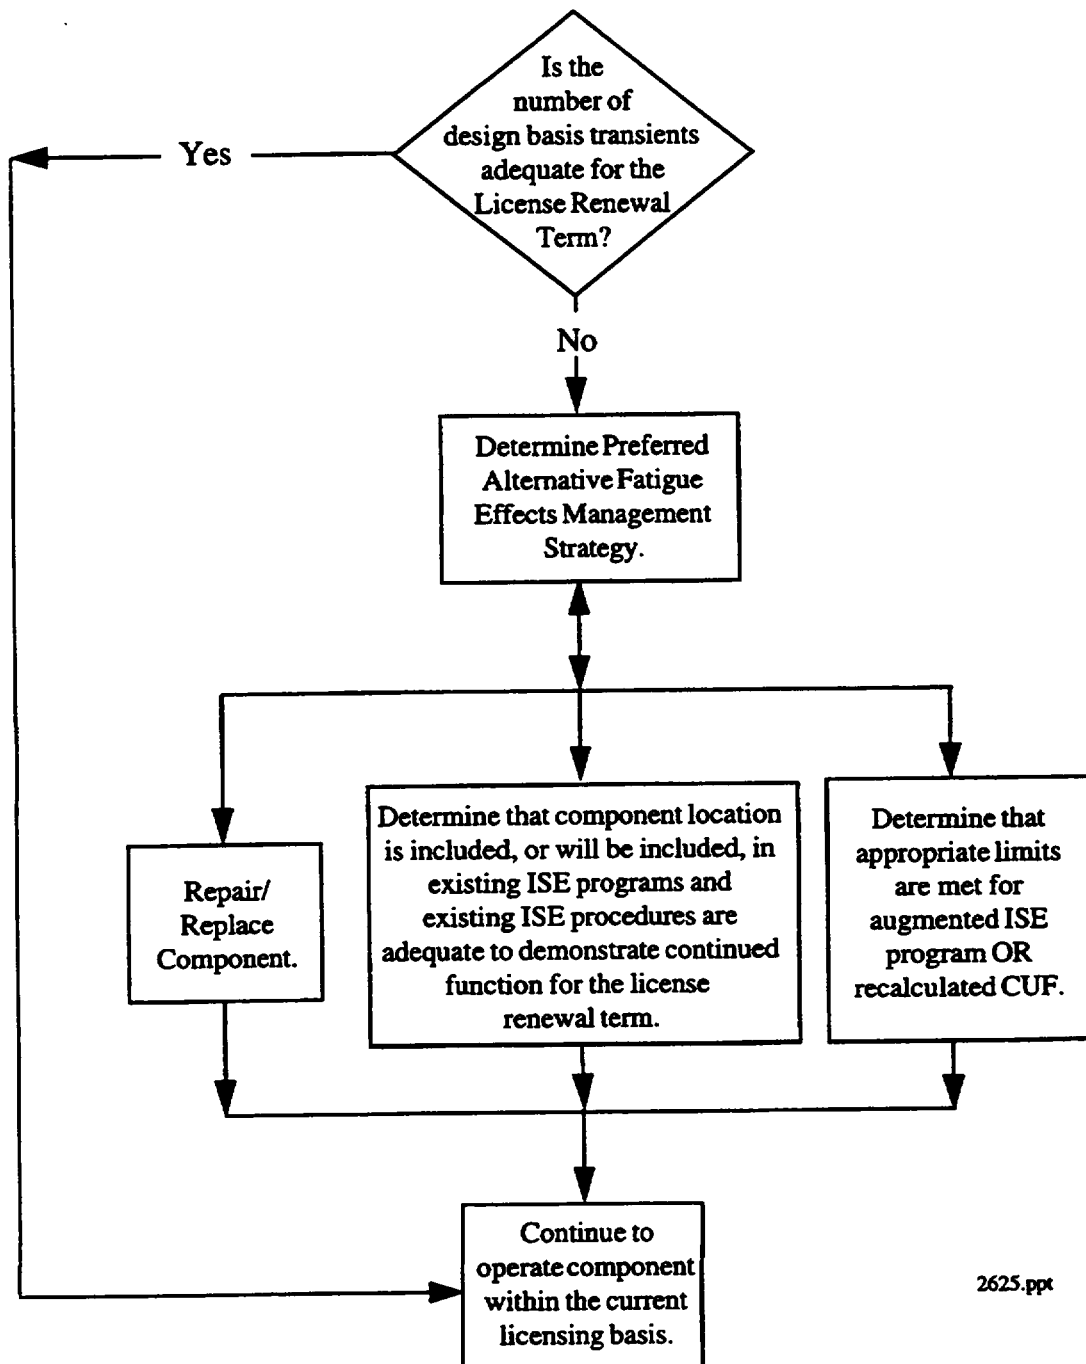 Is the
number of
design basis transients
adequate for the
License Renewal
Term?
Yes
No
Determine Preferred
Alternative Fatigue
Effects Management
Strategy.
Repair/
Replace
Component.
Determine that component location
is included, or will be included, in
existing ISE programs and
existing ISE procedures are
adequate to demonstrate continued
function for the license
renewal term.
Determine that
appropriate limits
are met for
augmented ISE
program OR
recalculated CUF.
Continue to
operate component
within the current
licensing basis.
2625.ppt